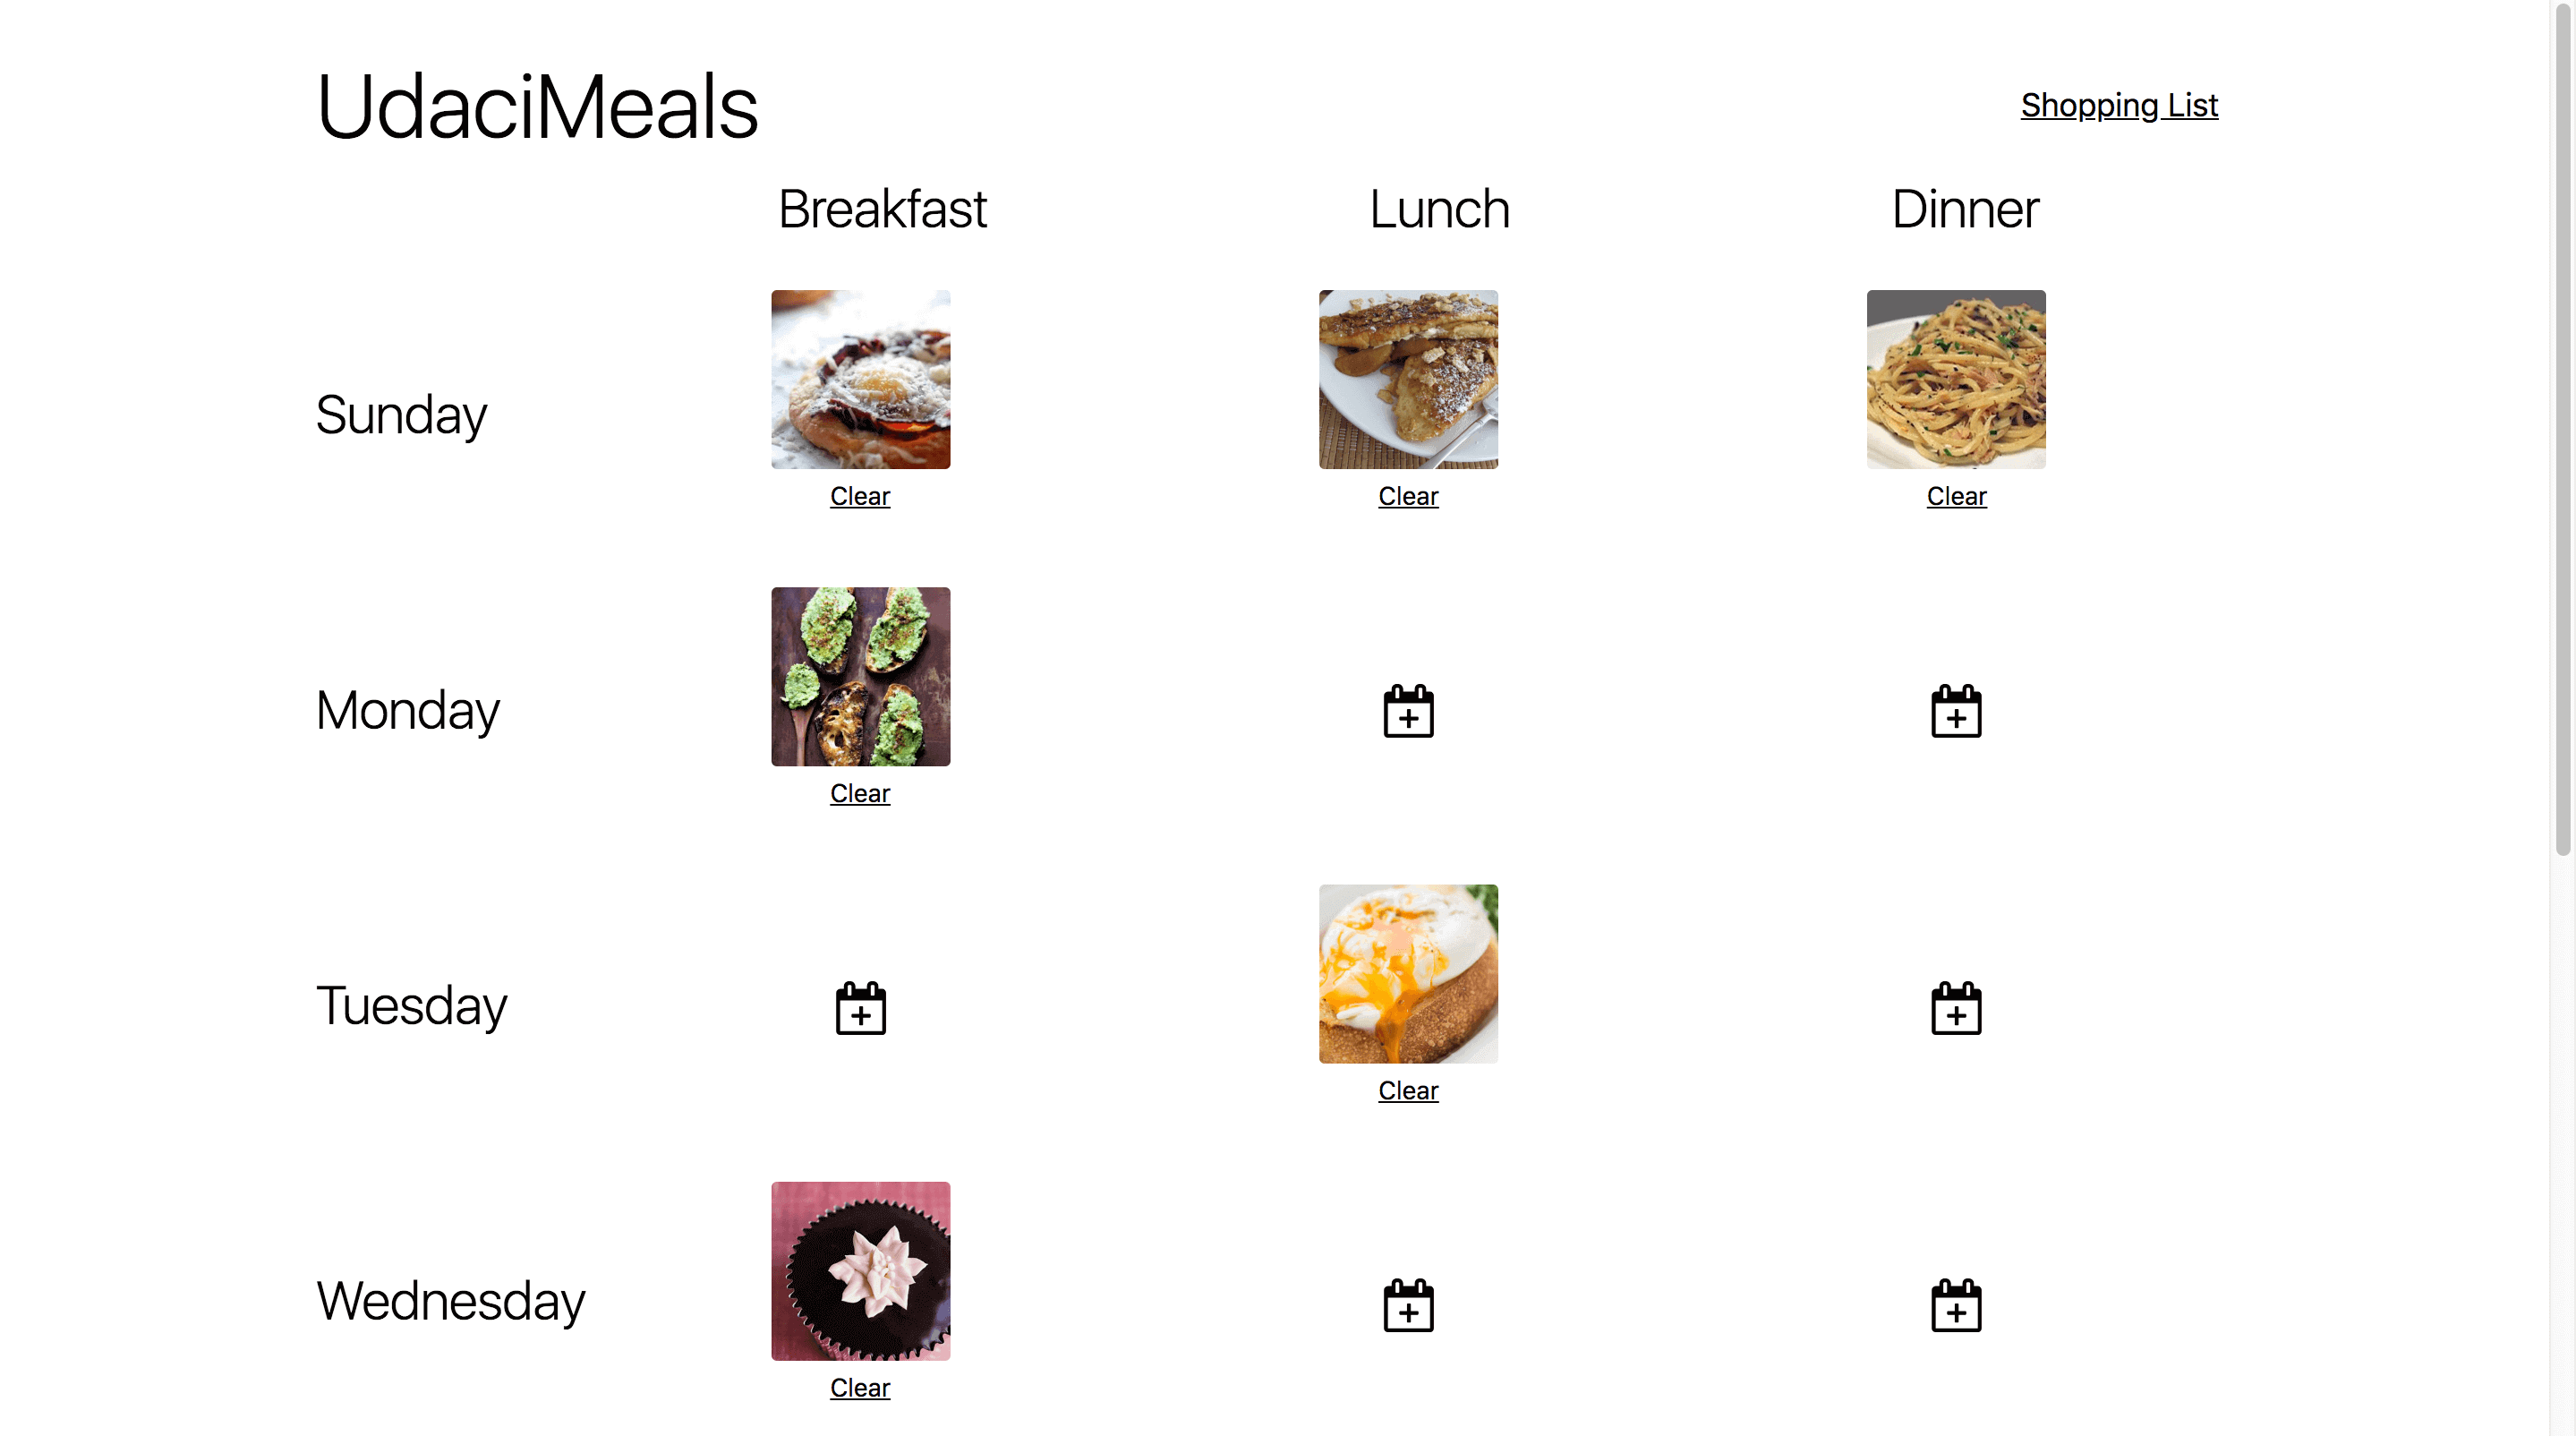 UdaciMeals
Shopping List
Breakfast Lunch Dinner
Sunday
Clear Clear Clear
Monday
Clear
Tuesday
Clear
Wednesday
Clear